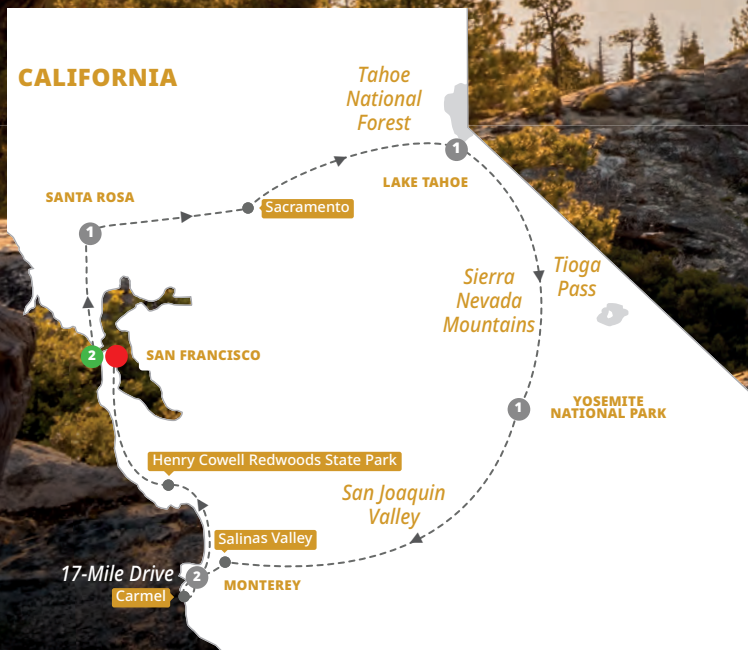 CALIFORNIA
Tahoe
National
Forest
1
LAKE TAHOE
SANTA ROSA
1
Sacramento
Sierra
Nevada
Mountains
Tioga
Pass
2
SAN FRANCISCO
1
YOSEMITE
NATIONAL PARK
Henry Cowell Redwoods State Park
San Joaquin
Valley
Salinas Valley
17-Mile Drive
2
MONTEREY
Carmel